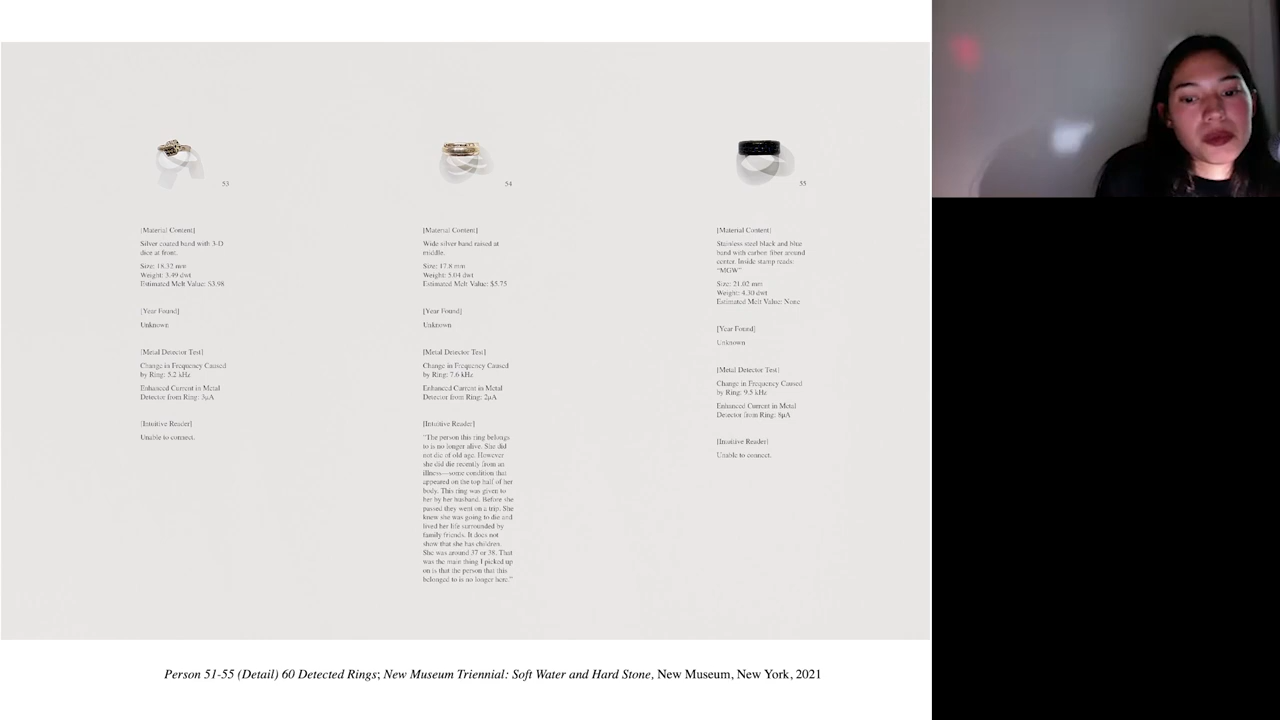 53
[Material Content]
Silver coated band with 3-D
dice at front.
Size: 18.32 mm
Weight: 3.49 dwt
Estimated Melt Value: $3.98
[Year Found]
Unknown
[Metal Detector Test]
Change in Frequency Caused
by Ring: 5.2 kHz
Enhanced Current in Metal
Detector from Ring: 3µA
[Intuitive Reader]
Unable to connect.
54
[Material Content]
Wide silver band raised at
middle.
Size: 17.8 mm
Weight: 5.04 dwt
Estimated Melt Value: $5.75
[Year Found]
Unknown
[Metal Detector Test]
Change in Frequency Caused
by Ring: 7.6 kHz
Enhanced Current in Metal
Detector from Ring: 2µA
[Intuitive Reader]
"The person this ring belongs
to is no longer alive. She did
not die of old age. However
she did die recently from an
illness—some condition that
appeared on the top half of her
body. This ring was given to
her by her husband. Before she
passed they went on a trip. She
knew she was going to die and
lived her life surrounded by
family friends. It does not
show that she has children.
She was around 37 or 38. That
was the main thing I picked up
on is that the person that this
belonged to is no longer here."
55
[Material Content]
Stainless steel black and blue
band with carbon fiber around
center. Inside stamp reads:
"MGW"
Size: 21.02 mm
Weight: 4.30 dwt
Estimated Melt Value: None
[Year Found]
Unknown
[Metal Detector Test]
Change in Frequency Caused
by Ring: 9.5 kHz
Enhanced Current in Metal
Detector from Ring: 8µA
[Intuitive Reader]
Unable to connect.
Person 51-55 (Detail) 60 Detected Rings; New Museum Triennial: Soft Water and Hard Stone, New Museum, New York, 2021